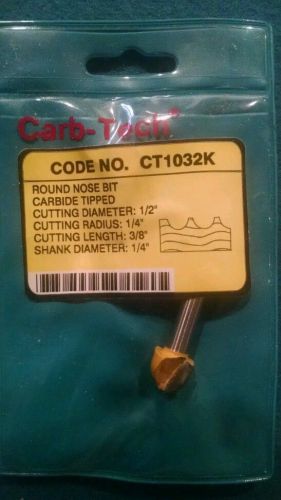 Carb-Tech®
CODE NO. CT1032K
ROUND NOSE BIT
CARBIDE TIPPED
CUTTING DIAMETER: 1/2"
CUTTING RADIUS: 1/4"
CUTTING LENGTH: 3/8"
SHANK DIAMETER: 1/4"